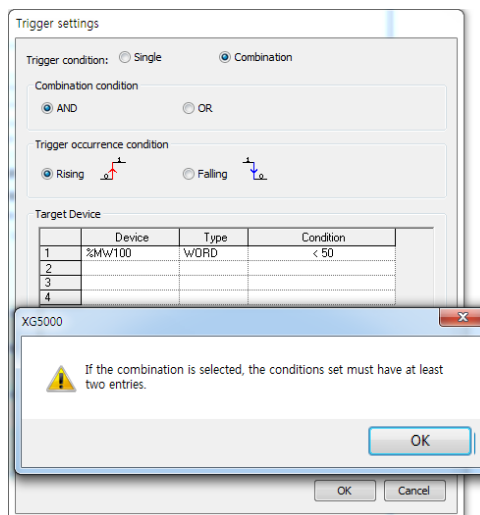 Trigger settings
Trigger condition: Single Combination
Combination condition
AND OR
Trigger occurrence condition
Rising 0 1 Falling 1 0
Target Device
Device Type Condition
1 %MW100 WORD < 50
2
3
4
XG5000
If the combination is selected, the conditions set must have at least
two entries.
OK
OK Cancel